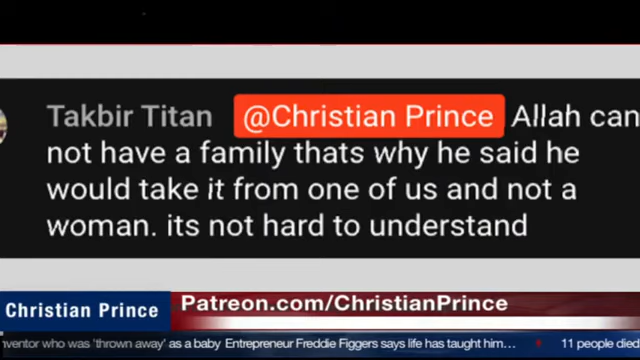 Takbir Titan @Christian Prince Allah can
not have a family thats why he said he
would take it from one of us and not a
woman. its not hard to understand
Christian Prince
Patreon.com/ChristianPrince
nventor who was 'thrown away' as a baby Entrepreneur Freddie Figgers says life has taught him... 11 people died